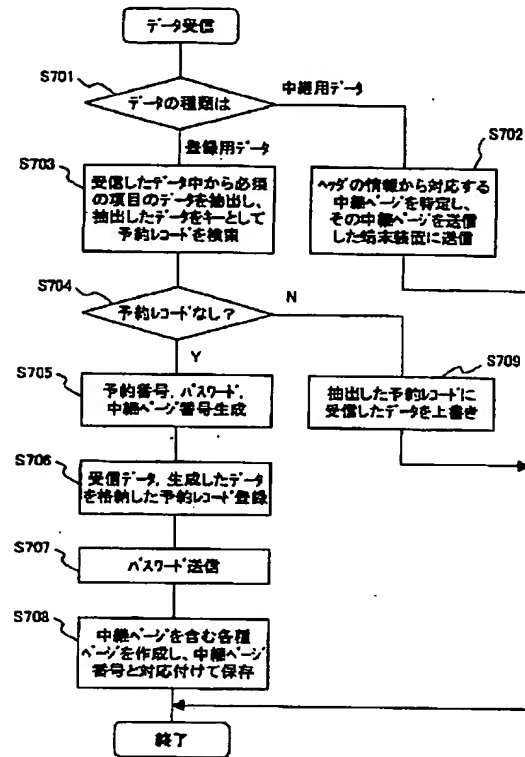 データ受信
S701
データの種類は
中継用データ
登録用データ
S702
ヘッダの情報から対応する
中継ページを特定し、
その中継ページを送信
した端末装置に送信
S703
受信したデータ中から必須
の項目のデータを抽出し、
抽出したデータをキーとして
予約レコードを検索
S704
予約レコードなし?
N
Y
S709
抽出した予約レコードに
受信したデータを上書き
S705
予約番号,パスワード,
中継ページ番号生成
S706
受信データ,生成したデータ
を格納した予約レコード登録
S707
パスワード送信
S708
中継ページを含む各種
ページを作成し、中継ページ
番号と対応付けて保存
終了